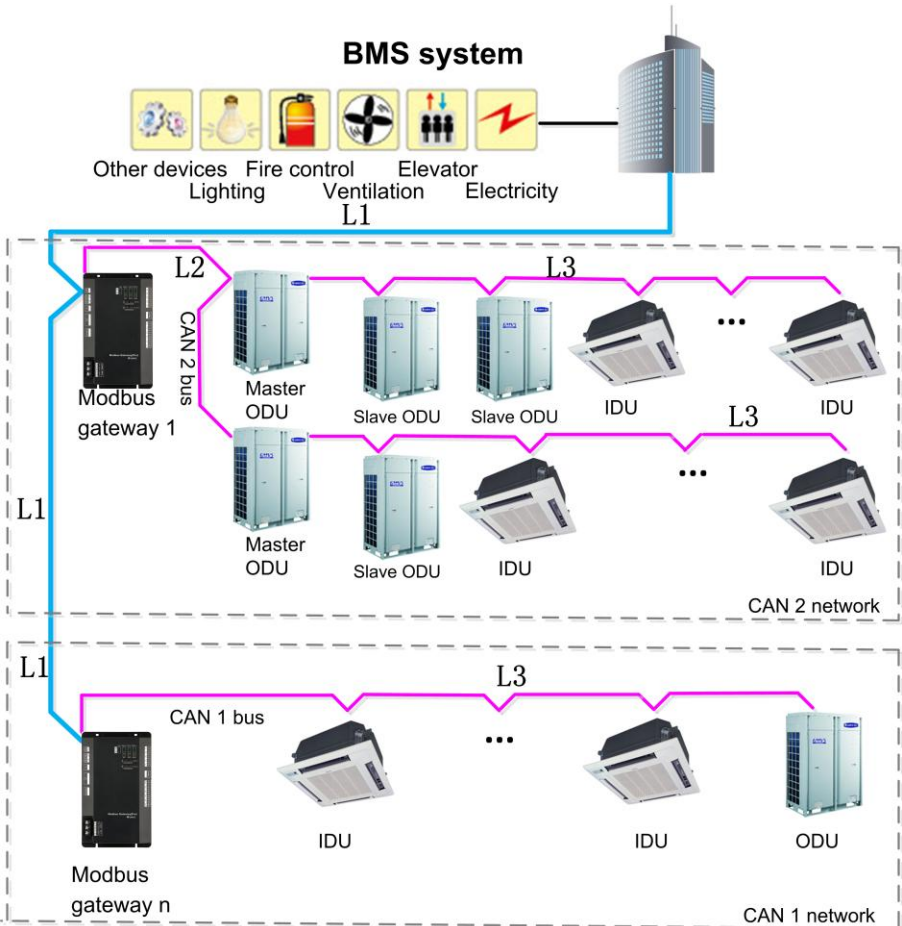 BMS system
Other devices
Lighting
Fire control
Ventilation
Elevator
Electricity
L1
L2
L3
CAN 2 bus
Modbus
gateway 1
Master
ODU
Slave ODU
Slave ODU
IDU
IDU
L3
L1
Master
ODU
Slave ODU
IDU
IDU
CAN 2 network
L1
L3
CAN 1 bus
IDU
IDU
ODU
Modbus
gateway n
CAN 1 network